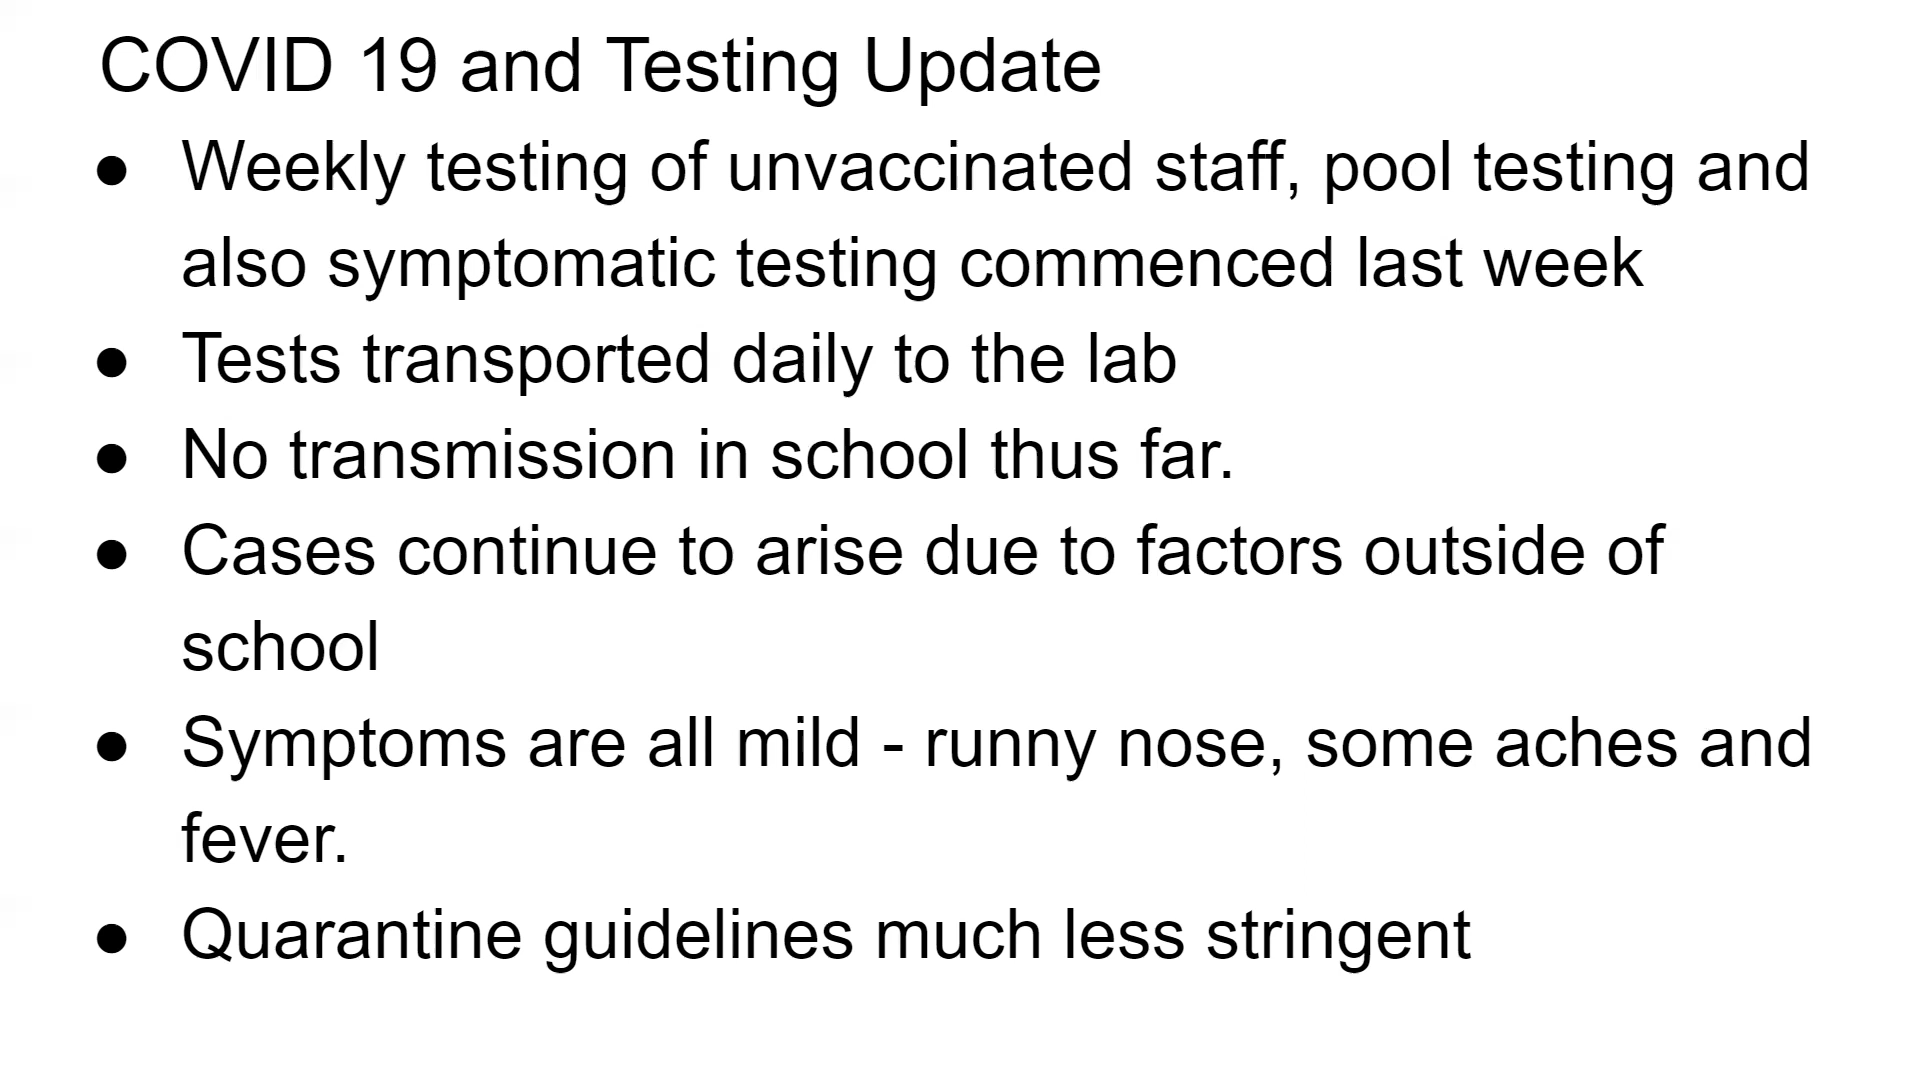 COVID 19 and Testing Update
● Weekly testing of unvaccinated staff, pool testing and
also symptomatic testing commenced last week
● Tests transported daily to the lab
● No transmission in school thus far.
● Cases continue to arise due to factors outside of
school
● Symptoms are all mild - runny nose, some aches and
fever.
● Quarantine guidelines much less stringent